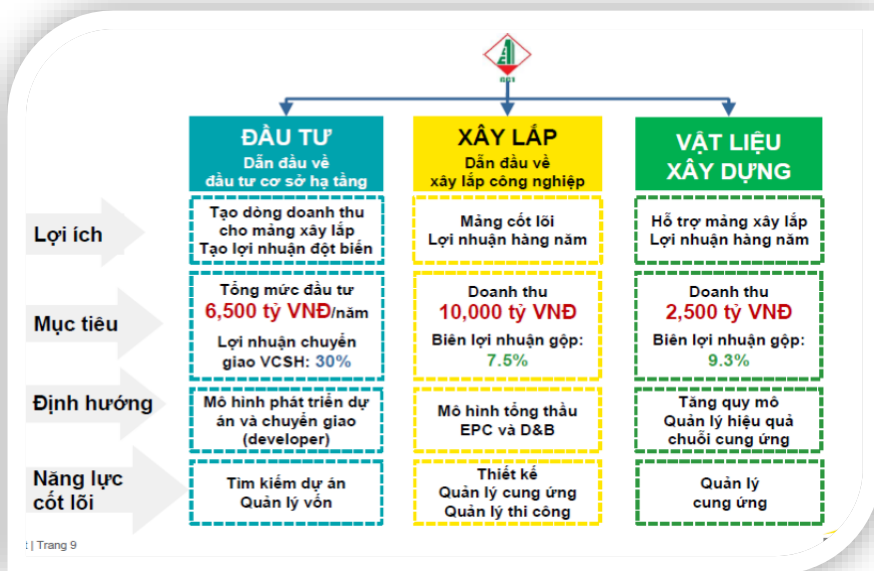 CC1
ĐẦU TƯ
Dẫn đầu về
đầu tư cơ sở hạ tầng
XÂY LẮP
Dẫn đầu về
xây lắp công nghiệp
VẬT LIỆU
XÂY DỰNG
Lợi ích
Tạo dòng doanh thu
cho mảng xây lắp
Tạo lợi nhuận đột biến
Mảng cốt lõi
Lợi nhuận hàng năm
Hỗ trợ mảng xây lắp
Lợi nhuận hàng năm
Mục tiêu
Tổng mức đầu tư
6,500 tỷ VNĐ/năm
Lợi nhuận chuyển
giao VCSH: 30%
Doanh thu
10,000 tỷ VNĐ
Biên lợi nhuận gộp:
7.5%
Doanh thu
2,500 tỷ VNĐ
Biên lợi nhuận gộp:
9.3%
Định hướng
Mô hình phát triển dự
án và chuyển giao
(developer)
Mô hình tổng thầu
EPC và D&B
Tăng quy mô
Quản lý hiệu quả
chuỗi cung ứng
Năng lực
cốt lõi
Tìm kiếm dự án
Quản lý vốn
Thiết kế
Quản lý cung ứng
Quản lý thi công
Quản lý
cung ứng
| Trang 9